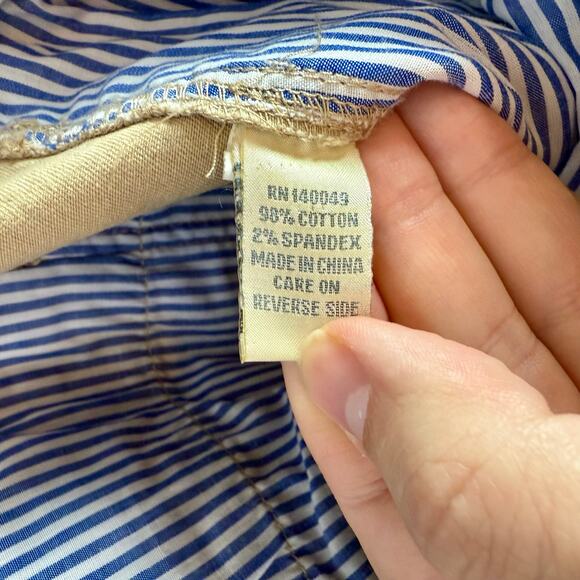 RN 140049
98% COTTON
2% SPANDEX
MADE IN CHINA
CARE ON
REVERSE SIDE